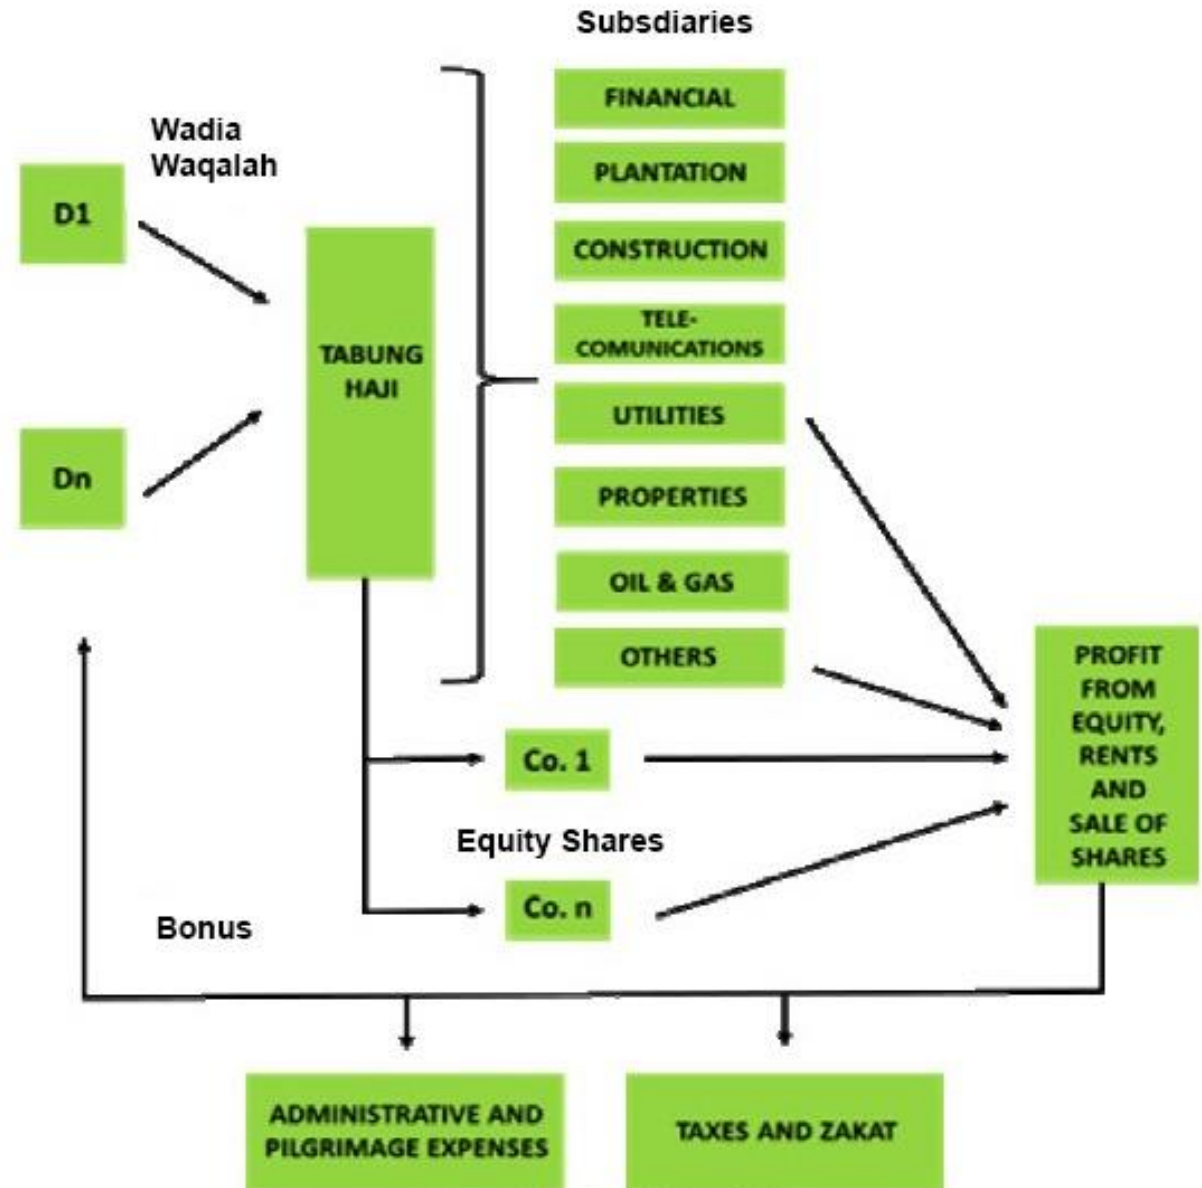 Subsdiaries
Wadia
Waqalah
D1
Dn
TABUNG
HAJI
FINANCIAL
PLANTATION
CONSTRUCTION
TELE-
COMUNICATIONS
UTILITIES
PROPERTIES
OIL & GAS
OTHERS
Co. 1
Equity Shares
Co. n
PROFIT
FROM
EQUITY,
RENTS
AND
SALE OF
SHARES
Bonus
ADMINISTRATIVE AND
PILGRIMAGE EXPENSES
TAXES AND ZAKAT